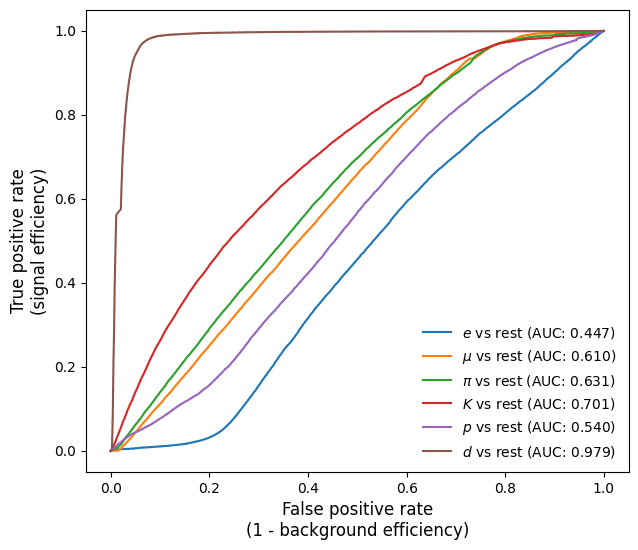 True positive rate
(signal efficiency)
1.0
0.8
0.6
0.4
0.2
0.0
e vs rest (AUC: 0.447)
μ vs rest (AUC: 0.610)
π vs rest (AUC: 0.631)
K vs rest (AUC: 0.701)
p vs rest (AUC: 0.540)
d vs rest (AUC: 0.979)
0.0 0.2 0.4 0.6 0.8 1.0
False positive rate
(1 - background efficiency)